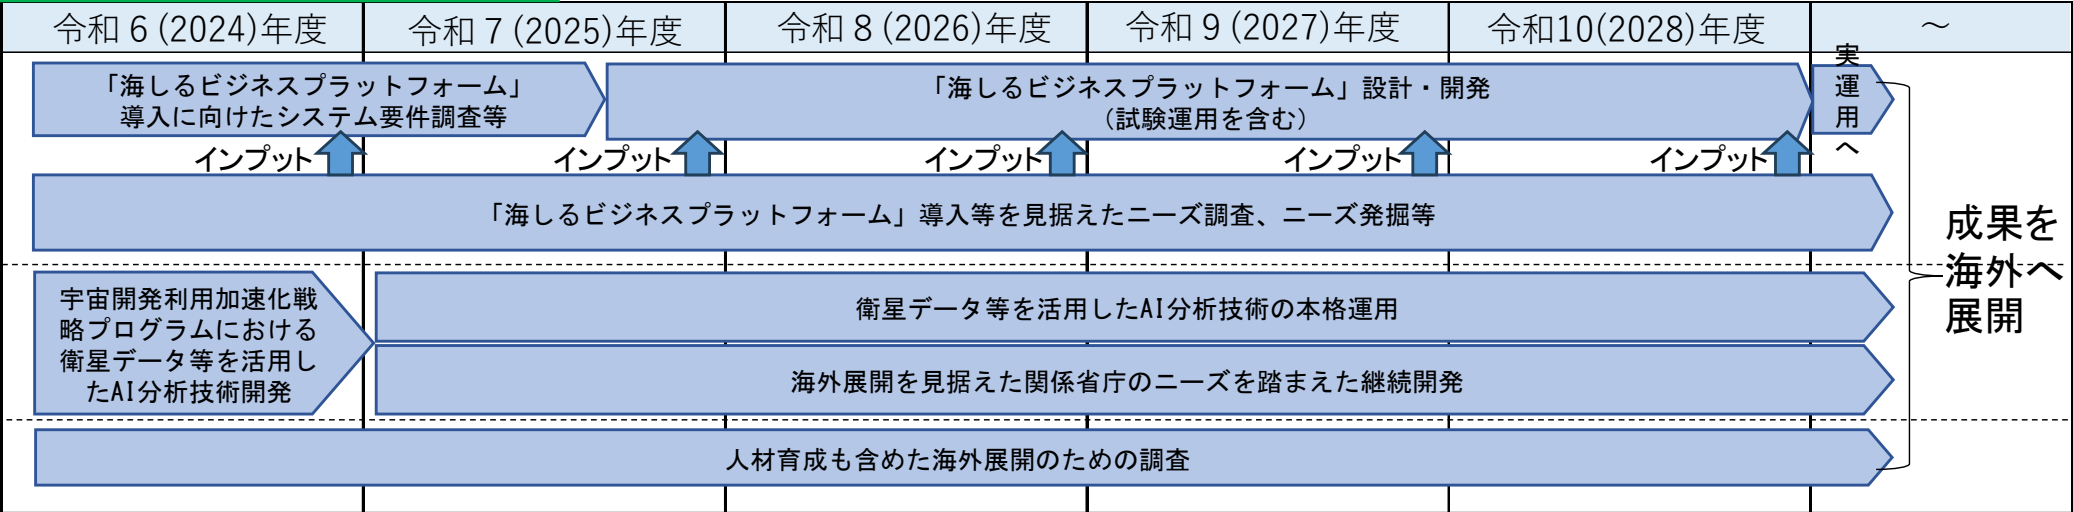 令和６(2024)年度
令和７(2025)年度
令和８(2026)年度
令和９(2027)年度
令和10(2028)年度
～
「海しるビジネスプラットフォーム」
導入に向けたシステム要件調査等
「海しるビジネスプラットフォーム」設計・開発
（試験運用を含む）
実
運
用
へ
インプット
インプット
インプット
インプット
インプット
「海しるビジネスプラットフォーム」導入等を見据えたニーズ調査、ニーズ発掘等
宇宙開発利用加速化戦
略プログラムにおける
衛星データ等を活用し
たAI分析技術開発
衛星データ等を活用したAI分析技術の本格運用
海外展開を見据えた関係省庁のニーズを踏まえた継続開発
人材育成も含めた海外展開のための調査
成果を
海外へ
展開